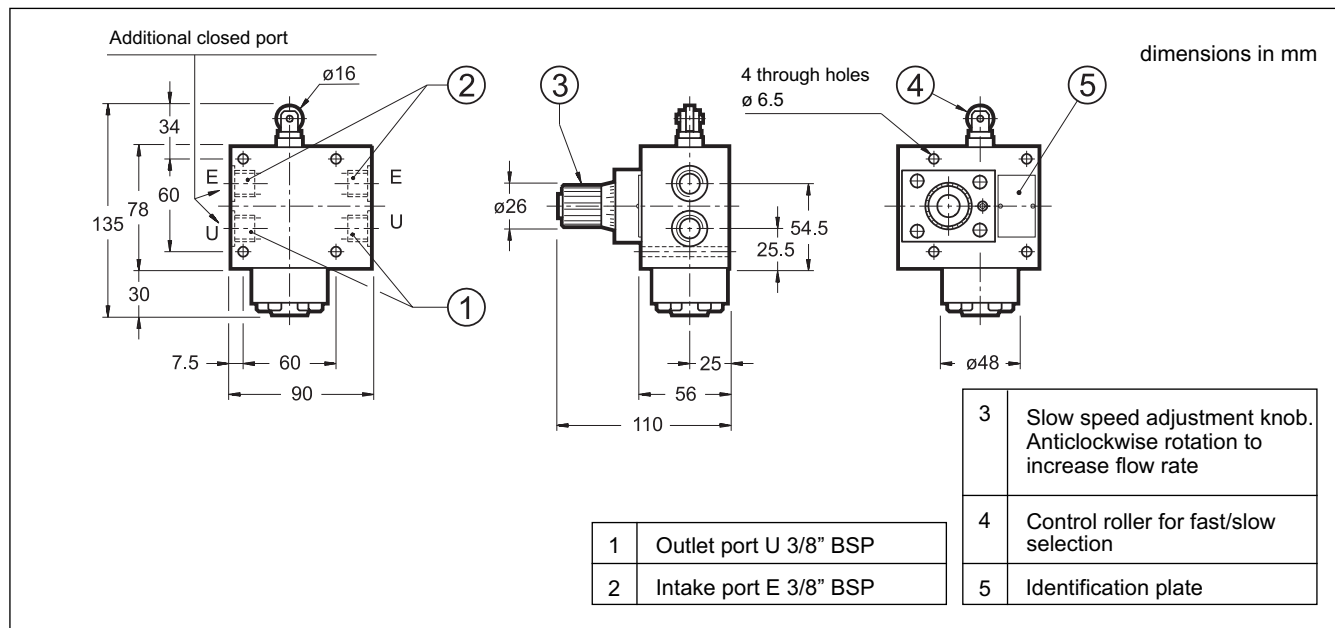 Additional closed port
dimensions in mm
ø16
2
3
4 through holes
ø 6.5
4
5
34
E
E
60
78
135
U
U
ø26
54.5
25.5
30
1
7.5
60
90
25
56
110
ø48
1 Outlet port U 3/8” BSP
2 Intake port E 3/8” BSP
3 Slow speed adjustment knob.
Anticlockwise rotation to
increase flow rate
4 Control roller for fast/slow
selection
5 Identification plate